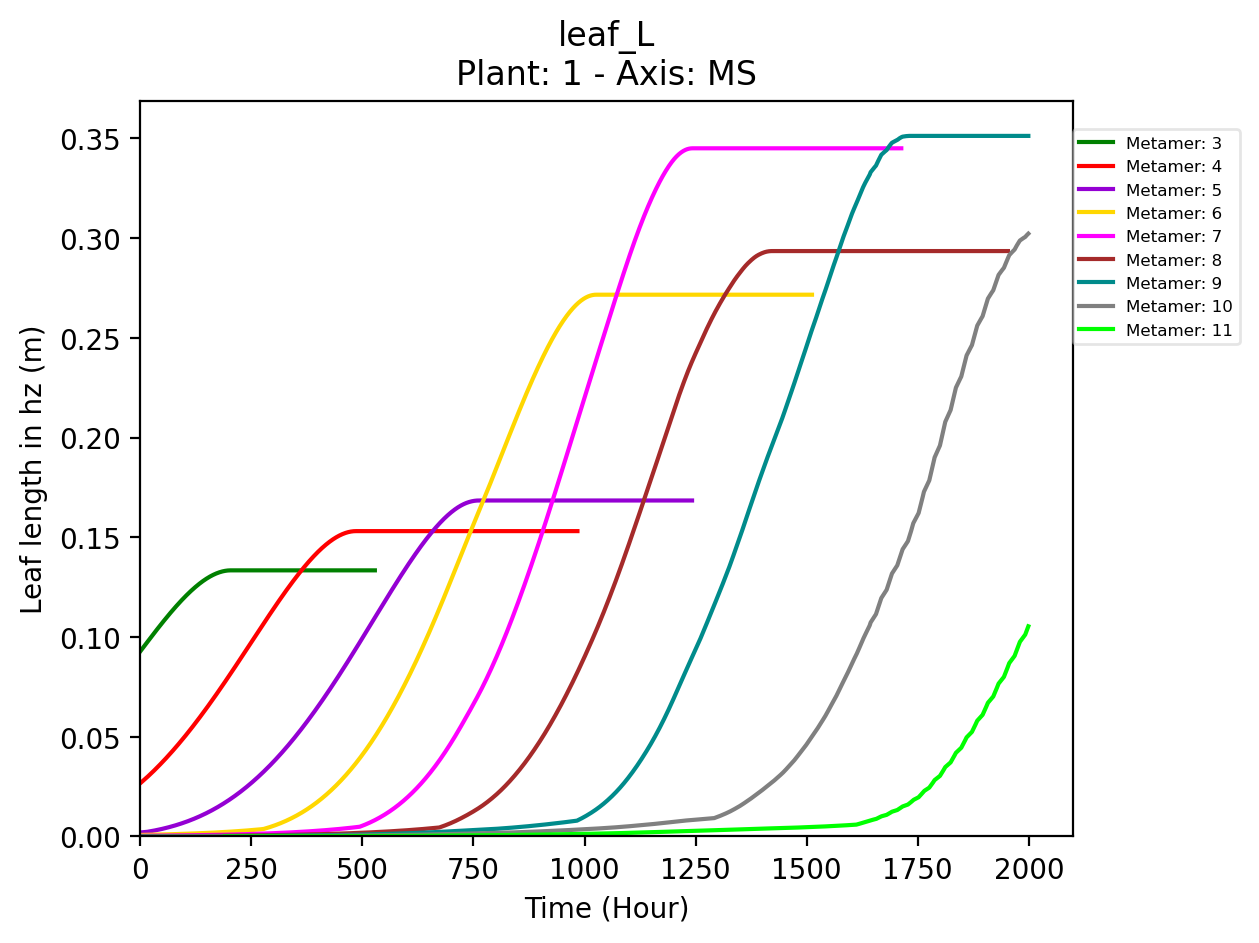 leaf_L
Plant: 1 - Axis: MS
Leaf length in hz (m)
0.35
0.30
0.25
0.20
0.15
0.10
0.05
0.00
0 250 500 750 1000 1250 1500 1750 2000
Time (Hour)
Metamer: 3
Metamer: 4
Metamer: 5
Metamer: 6
Metamer: 7
Metamer: 8
Metamer: 9
Metamer: 10
Metamer: 11